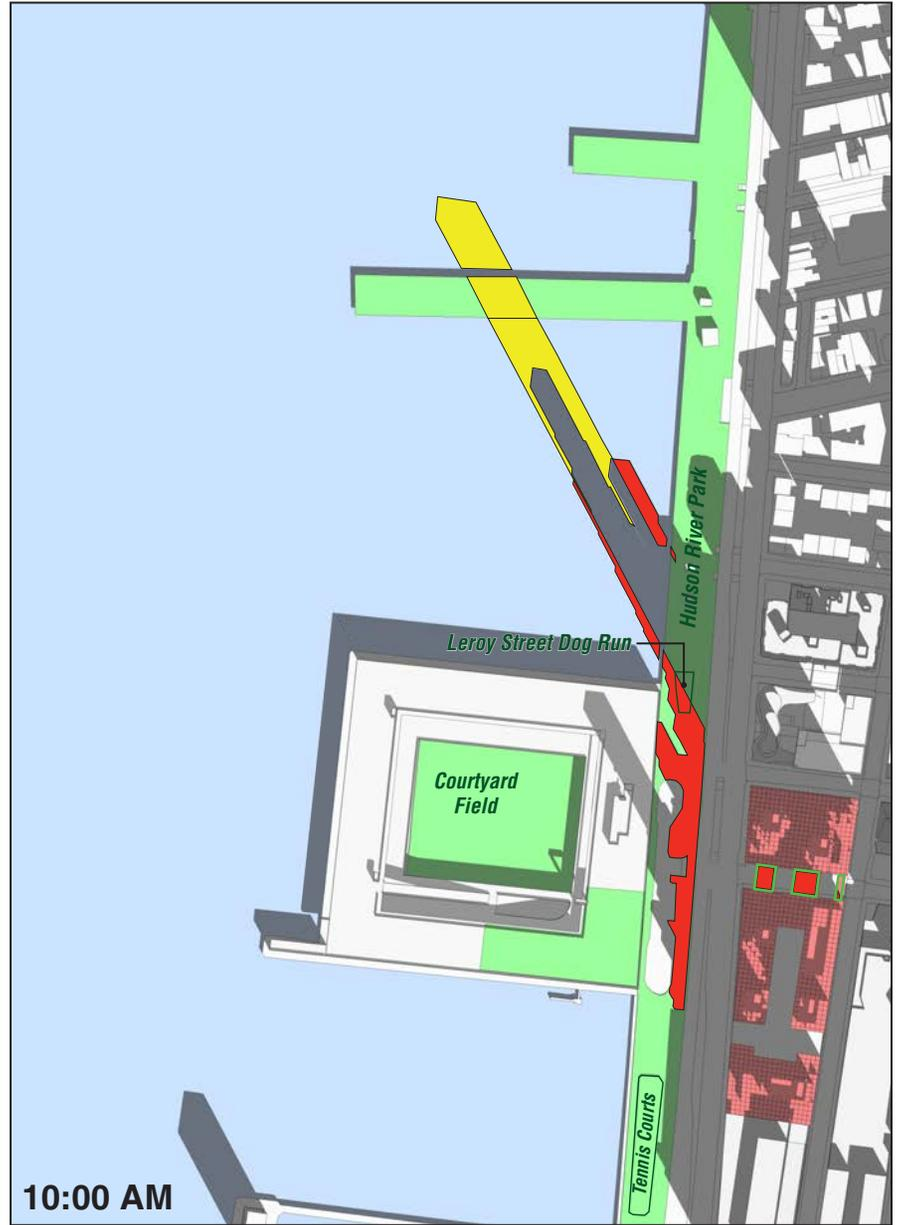 Hudson River Park
Leroy Street Dog Run
Courtyard
Field
Tennis Courts
10:00 AM